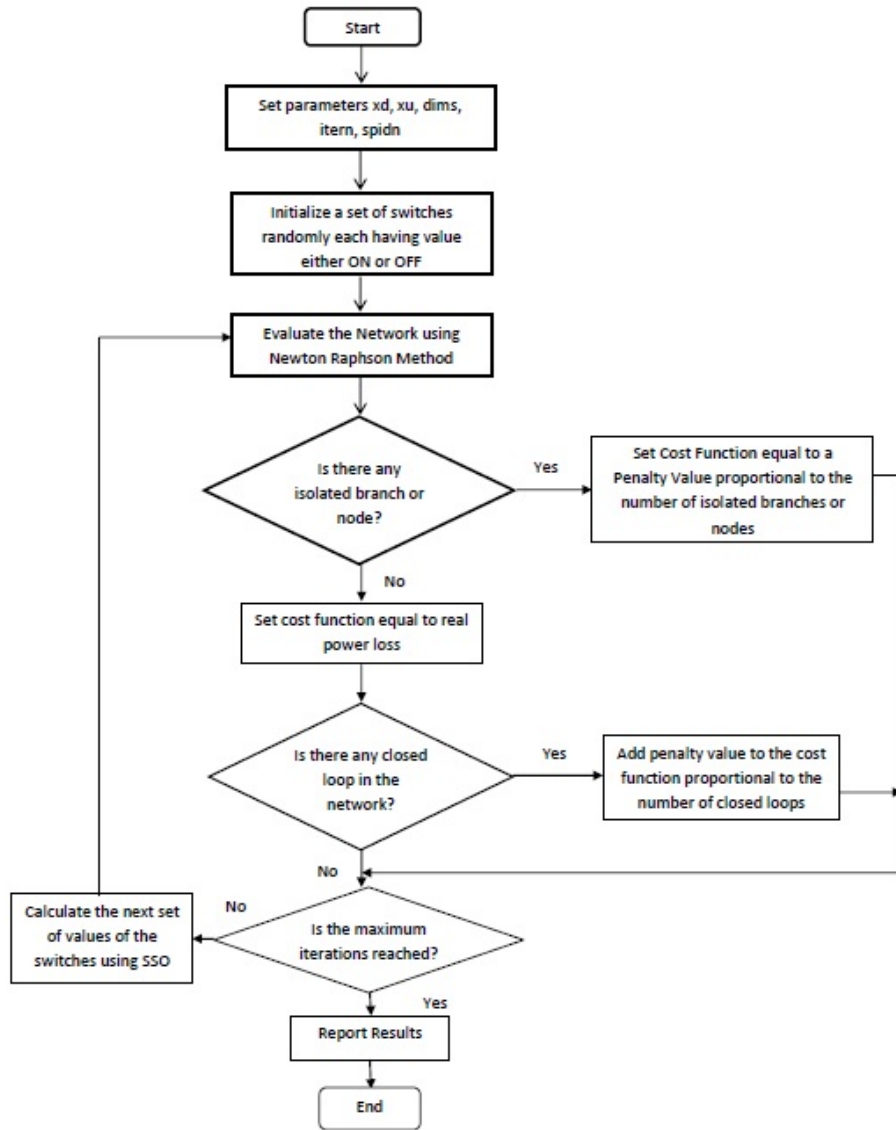 Start
Set parameters xd, xu, dims,
itern, spidn
Initialize a set of switches
randomly each having value
either ON or OFF
Evaluate the Network using
Newton Raphson Method
Is there any
isolated branch or
node?
Yes
Set Cost Function equal to a
Penalty Value proportional to the
number of isolated branches or
nodes
No
Set cost function equal to real
power loss
Is there any closed
loop in the
network?
Yes
Add penalty value to the cost
function proportional to the
number of closed loops
No
Is the maximum
iterations reached?
No
Calculate the next set
of values of the
switches using SSO
Yes
Report Results
End